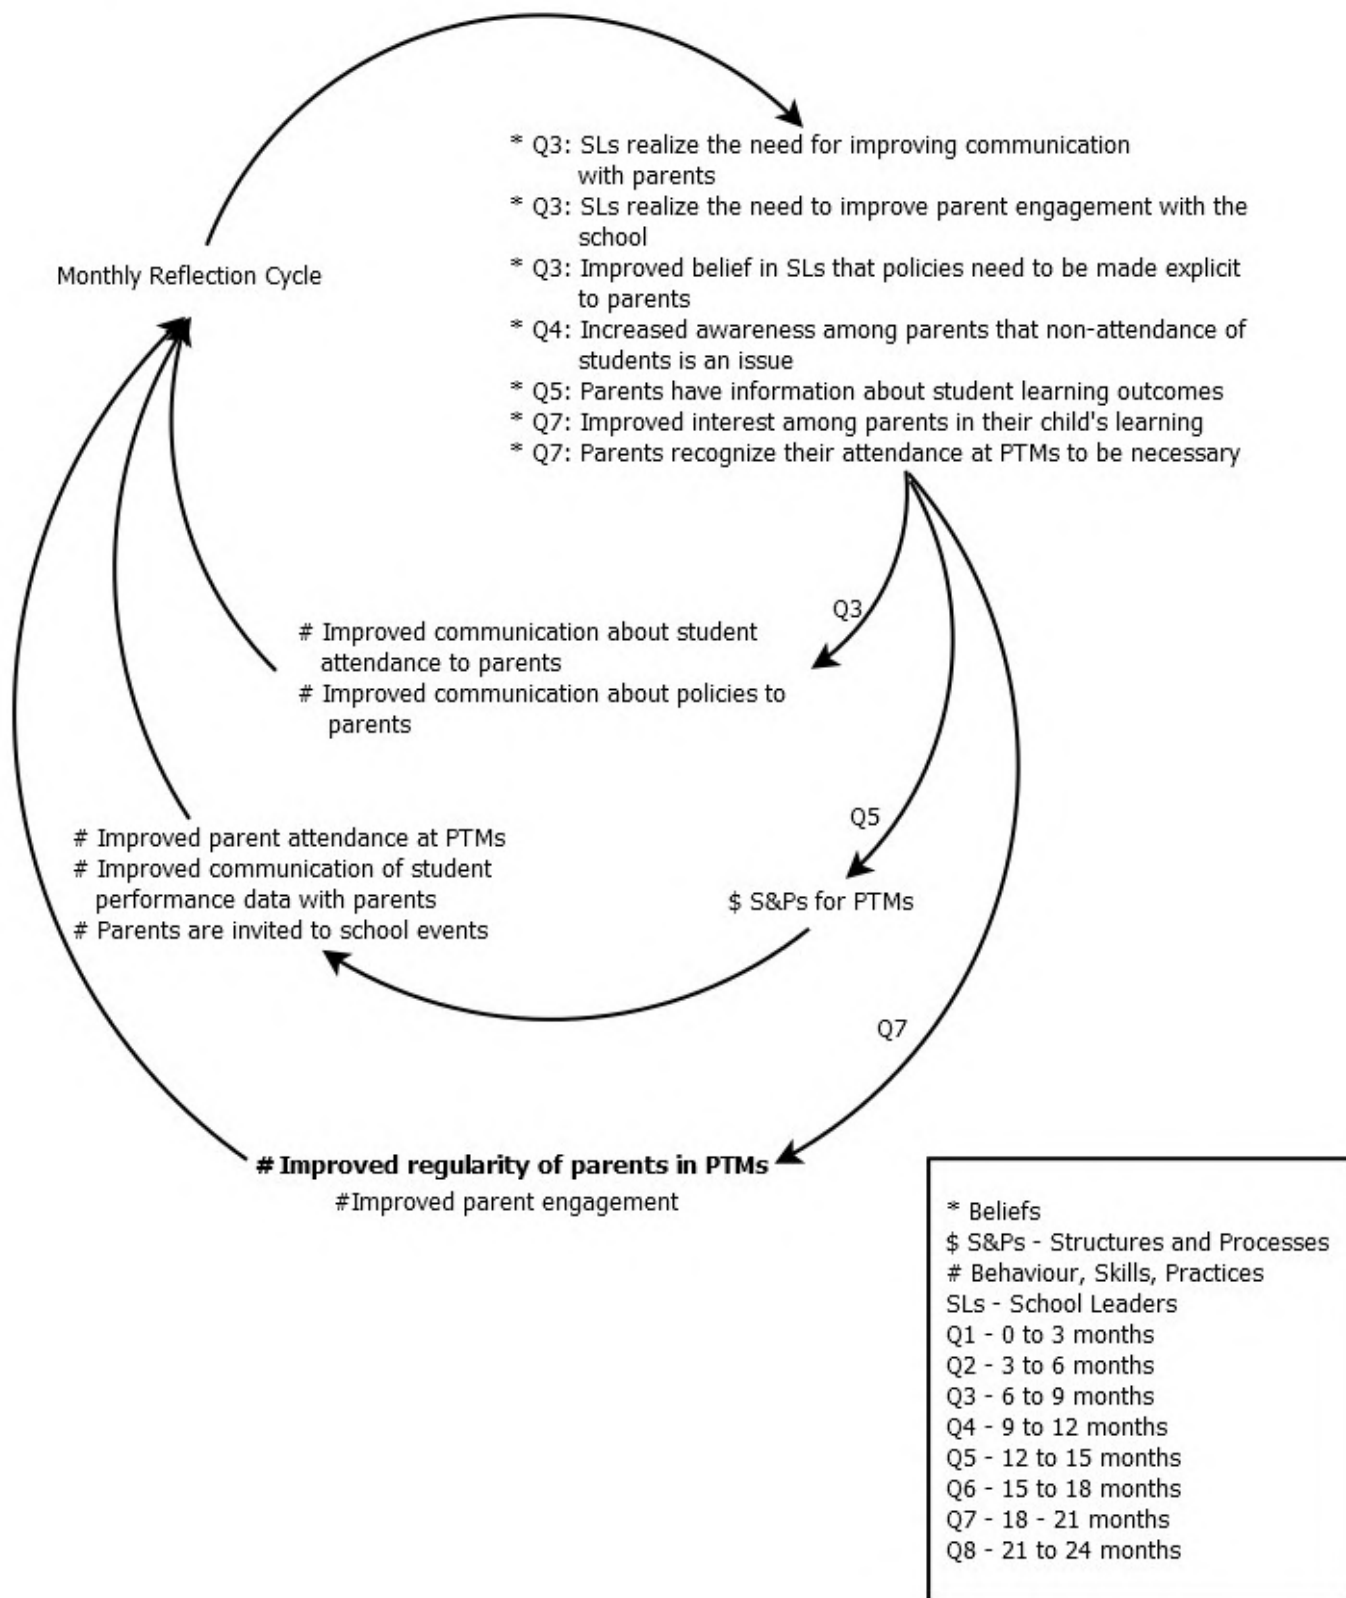 * Q3: SLs realize the need for improving communication
with parents
* Q3: SLs realize the need to improve parent engagement with the
school
* Q3: Improved belief in SLs that policies need to be made explicit
to parents
* Q4: Increased awareness among parents that non-attendance of
students is an issue
* Q5: Parents have information about student learning outcomes
* Q7: Improved interest among parents in their child's learning
* Q7: Parents recognize their attendance at PTMs to be necessary
Monthly Reflection Cycle
Q3
# Improved communication about student
attendance to parents
# Improved communication about policies to
parents
Q5
# Improved parent attendance at PTMs
# Improved communication of student
performance data with parents
# Parents are invited to school events
$ S&Ps for PTMs
Q7
# Improved regularity of parents in PTMs
#Improved parent engagement
* Beliefs
$ S&Ps - Structures and Processes
# Behaviour, Skills, Practices
SLs - School Leaders
Q1 - 0 to 3 months
Q2 - 3 to 6 months
Q3 - 6 to 9 months
Q4 - 9 to 12 months
Q5 - 12 to 15 months
Q6 - 15 to 18 months
Q7 - 18 - 21 months
Q8 - 21 to 24 months